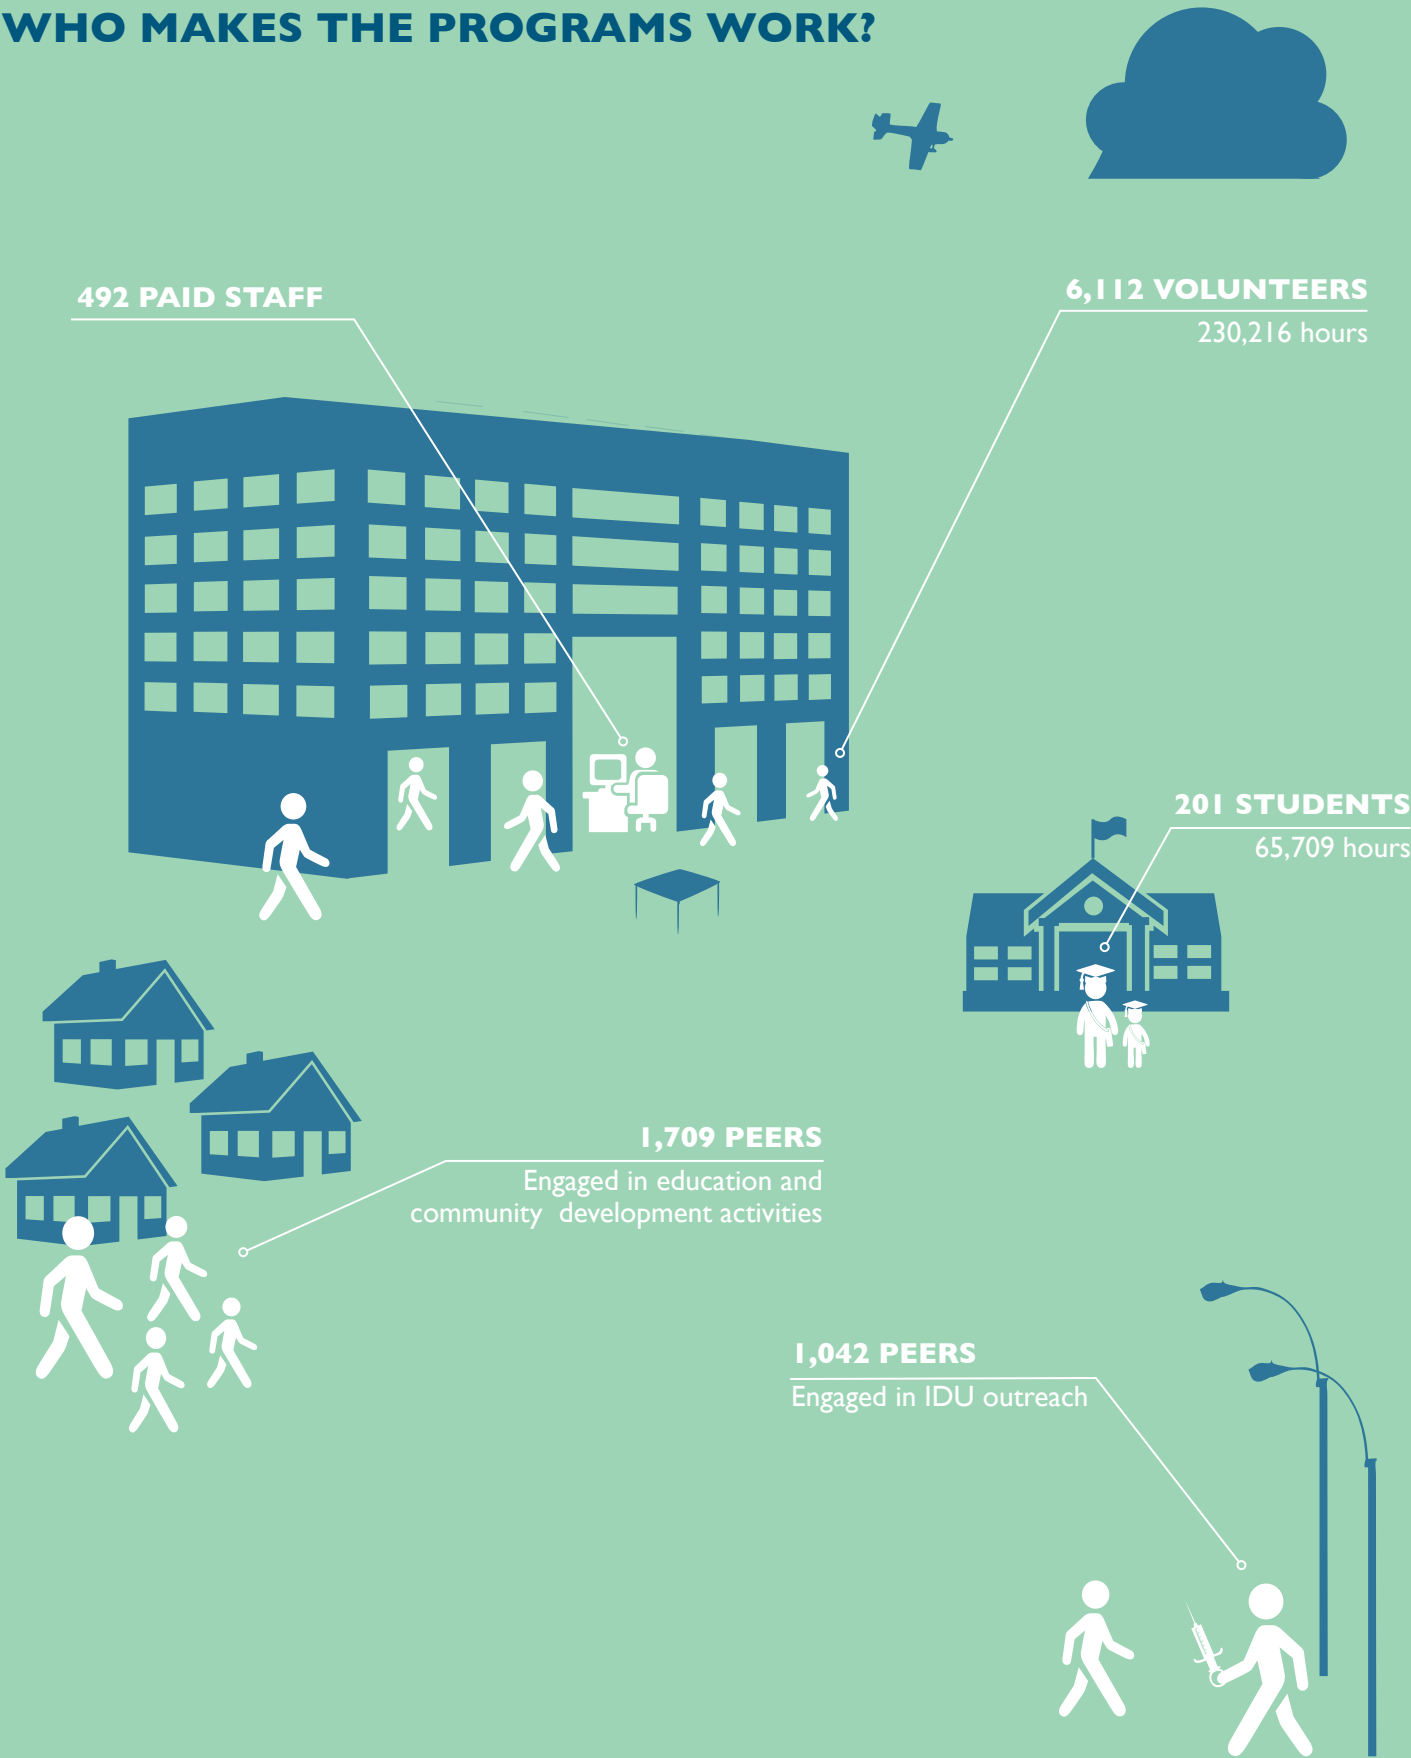 WHO MAKES THE PROGRAMS WORK?
492 PAID STAFF
6,112 VOLUNTEERS
230,216 hours
201 STUDENTS
65,709 hours
1,709 PEERS
Engaged in education and
community development activities
1,042 PEERS
Engaged in IDU outreach